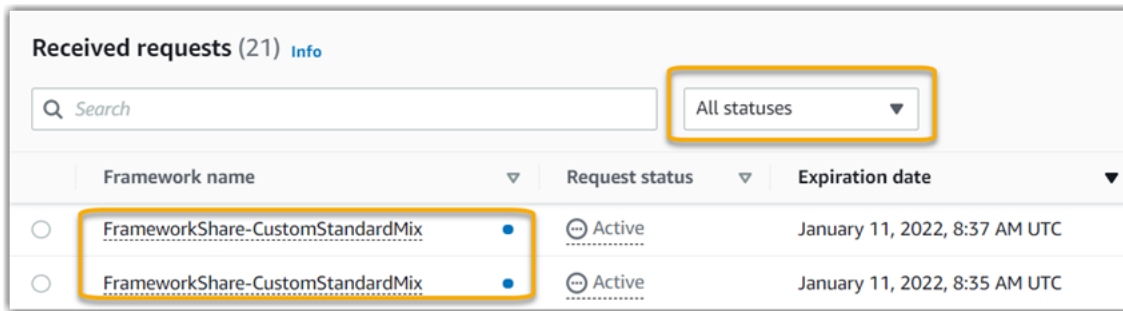 Received requests (21) Info
Search
All statuses
Framework name Request status Expiration date
FrameworkShare-CustomStandardMix Active January 11, 2022, 8:37 AM UTC
FrameworkShare-CustomStandardMix Active January 11, 2022, 8:35 AM UTC